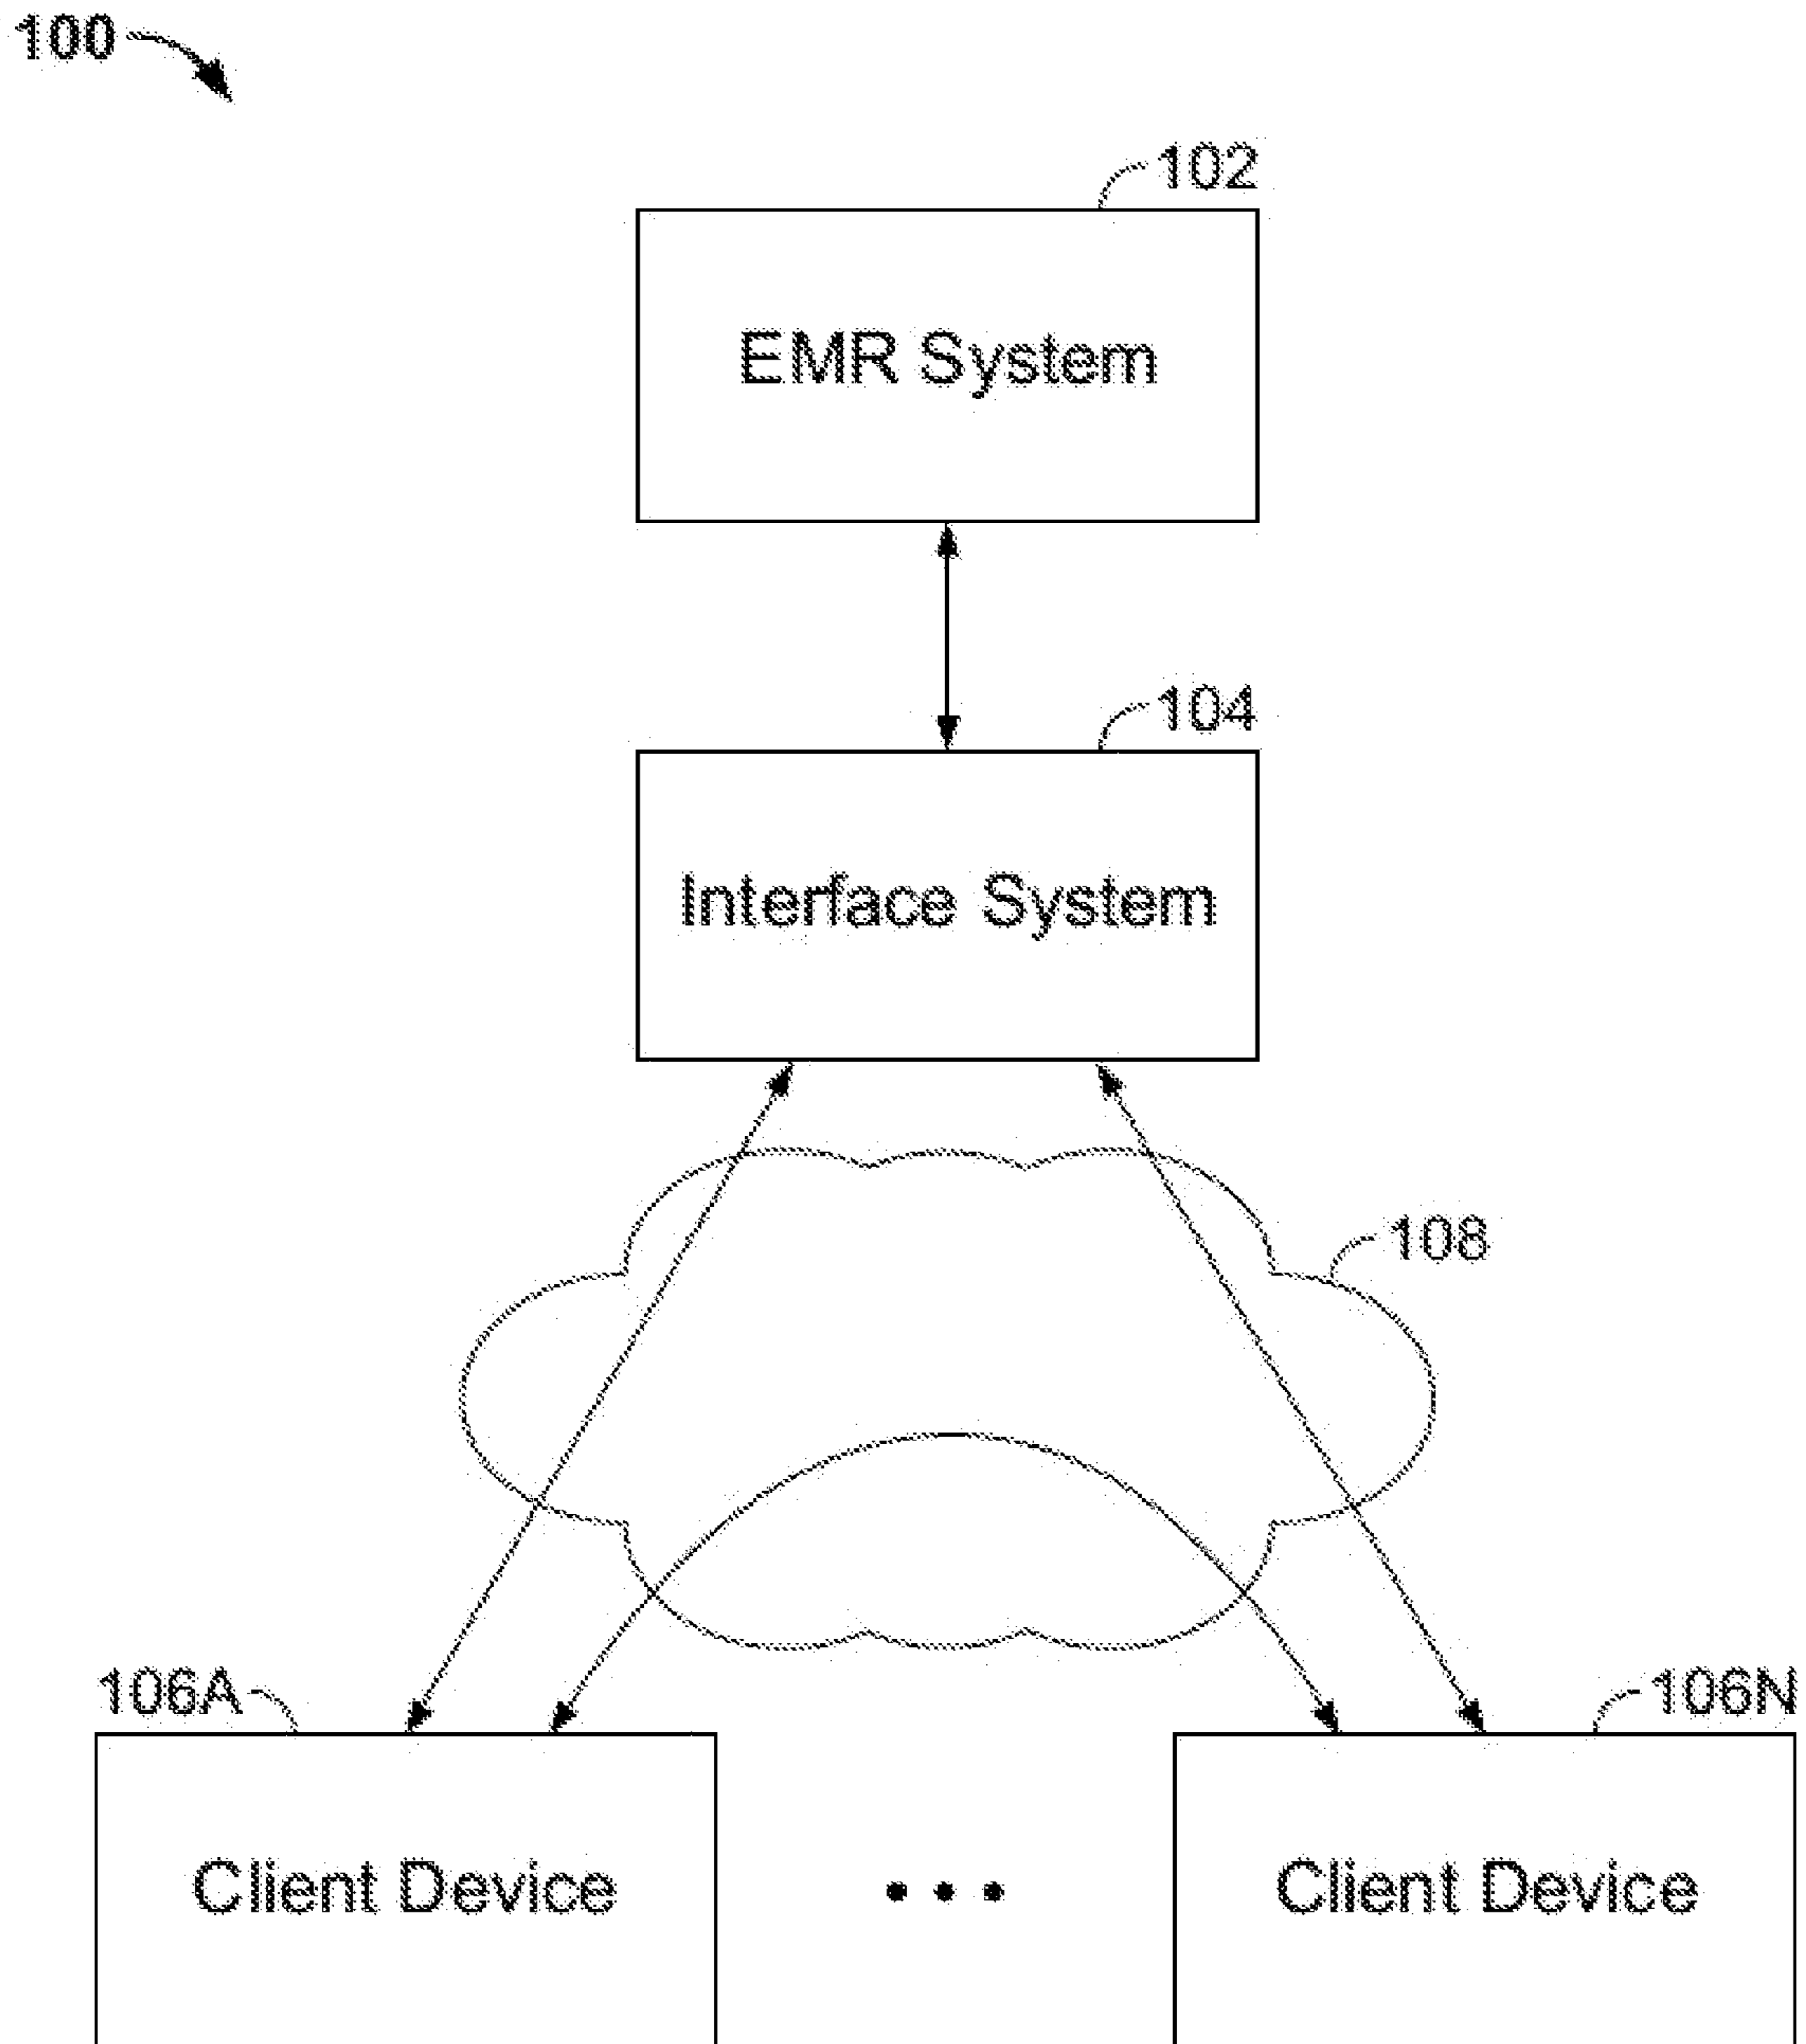 100
102
EMR System
104
Interface System
108
106A
106N
Client Device
Client Device